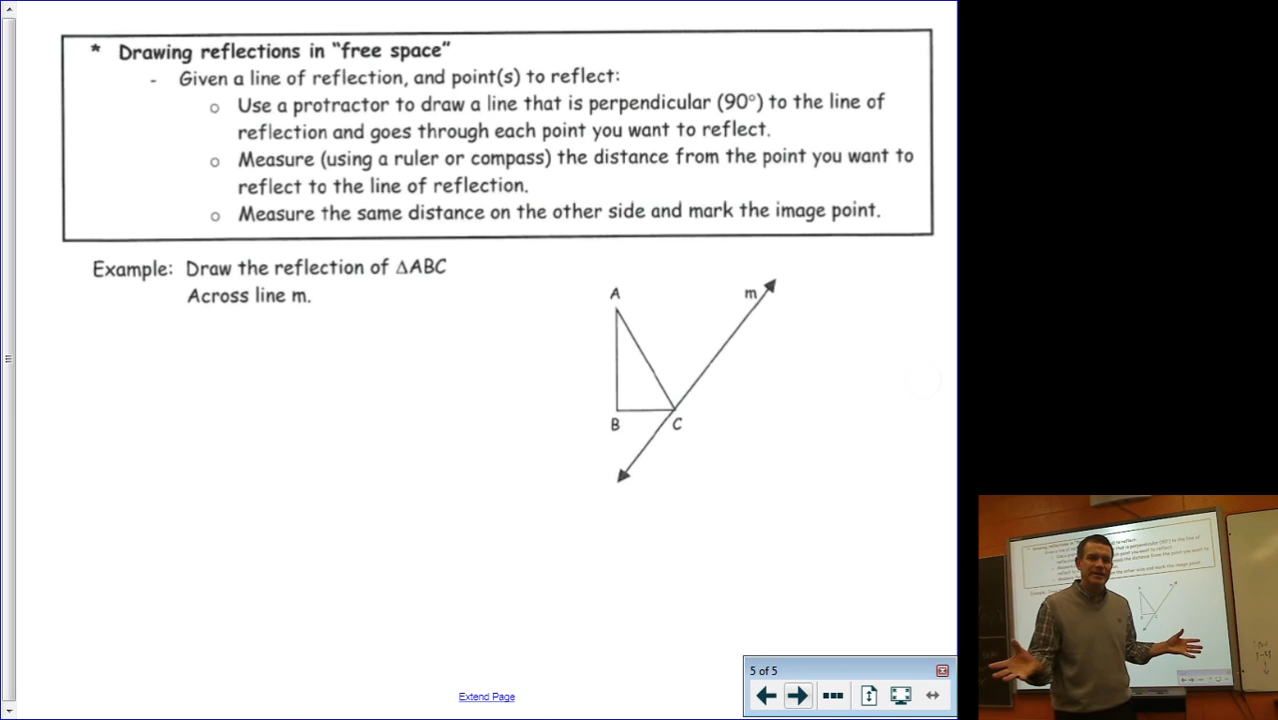 * Drawing reflections in "free space"
- Given a line of reflection, and point(s) to reflect:
o Use a protractor to draw a line that is perpendicular (90°) to the line of
reflection and goes through each point you want to reflect.
o Measure (using a ruler or compass) the distance from the point you want to
reflect to the line of reflection.
o Measure the same distance on the other side and mark the image point.
Example: Draw the reflection of ΔABC
Across line m.
A
m
B
C
5 of 5
Extend Page